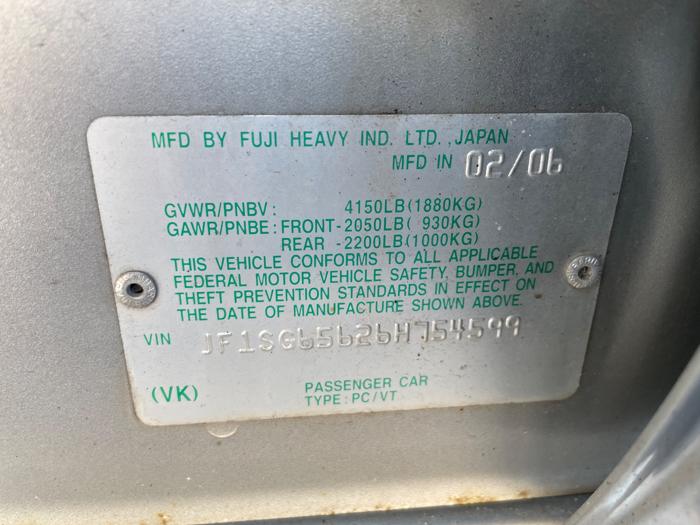 MFD BY FUJI HEAVY IND. LTD., JAPAN
MFD IN 02/06
GVWR/PNBV: 4150LB(1880KG)
GAWR/PNBE: FRONT-2050LB( 930KG)
REAR -2200LB(1000KG)
THIS VEHICLE CONFORMS TO ALL APPLICABLE
FEDERAL MOTOR VEHICLE SAFETY, BUMPER, AND
THEFT PREVENTION STANDARDS IN EFFECT ON
THE DATE OF MANUFACTURE SHOWN ABOVE.
VIN JF1SG65626H754599
(VK) PASSENGER CAR
TYPE: PC/VT